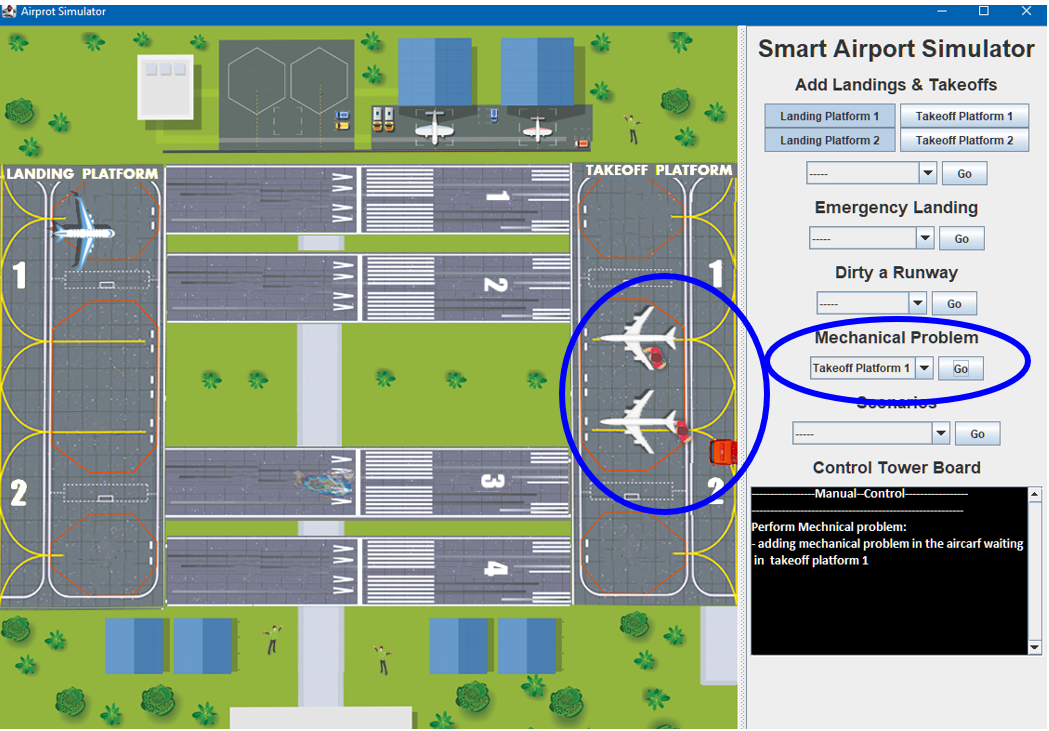 Airprot Simulator
Smart Airport Simulator
Add Landings & Takeoffs
Landing Platform 1
Takeoff Platform 1
Landing Platform 2
Takeoff Platform 2
-----
Go
Emergency Landing
-----
Go
Dirty a Runway
-----
Go
Mechanical Problem
Takeoff Platform 1
Go
Scenarios
-----
Go
Control Tower Board
-----------------Manual--Control-----------------
---------------------------------------------------------
Perform Mechnical problem:
- adding mechanical problem in the aircarf waiting
in takeoff platform 1
LANDING PLATFORM
TAKEOFF PLATFORM
1
1
1
2
2
2
3
4